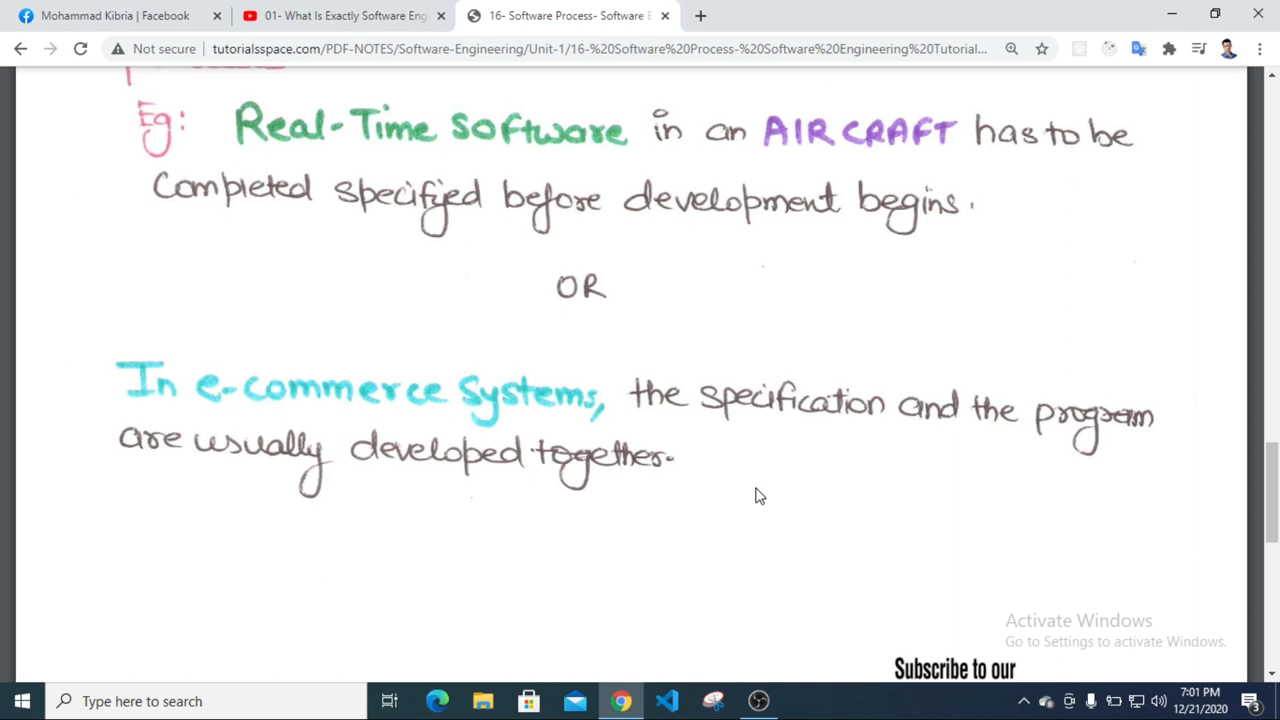 Mohammad Kibria | Facebook
01- What Is Exactly Software Eng
16- Software Process- Software E
Not secure
tutorialsspace.com/PDF-NOTES/Software-Engineering/Unit-1/16-%20Software%20Process-%20Software%20Engineering%20Tutorial...
Eg: Real-Time Software in an AIRCRAFT has to be
Completed specified before development begins.
OR
In e-commerce Systems, the specification and the program
are usually developed together.
Activate Windows
Go to Settings to activate Windows.
Subscribe to our
Type here to search
7:01 PM
12/21/2020
3